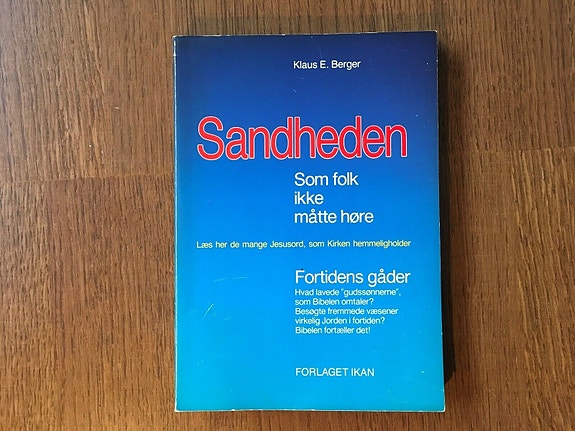 Klaus E. Berger
Sandheden
Som folk
ikke
måtte høre
Læs her de mange Jesusord, som Kirken hemmeligholder
Fortidens gåder
Hvad lavede "gudssønnerne",
som Bibelen omtaler?
Besøgte fremmede væsener
virkelig Jorden i fortiden?
Bibelen fortæller det!
FORLAGET IKAN